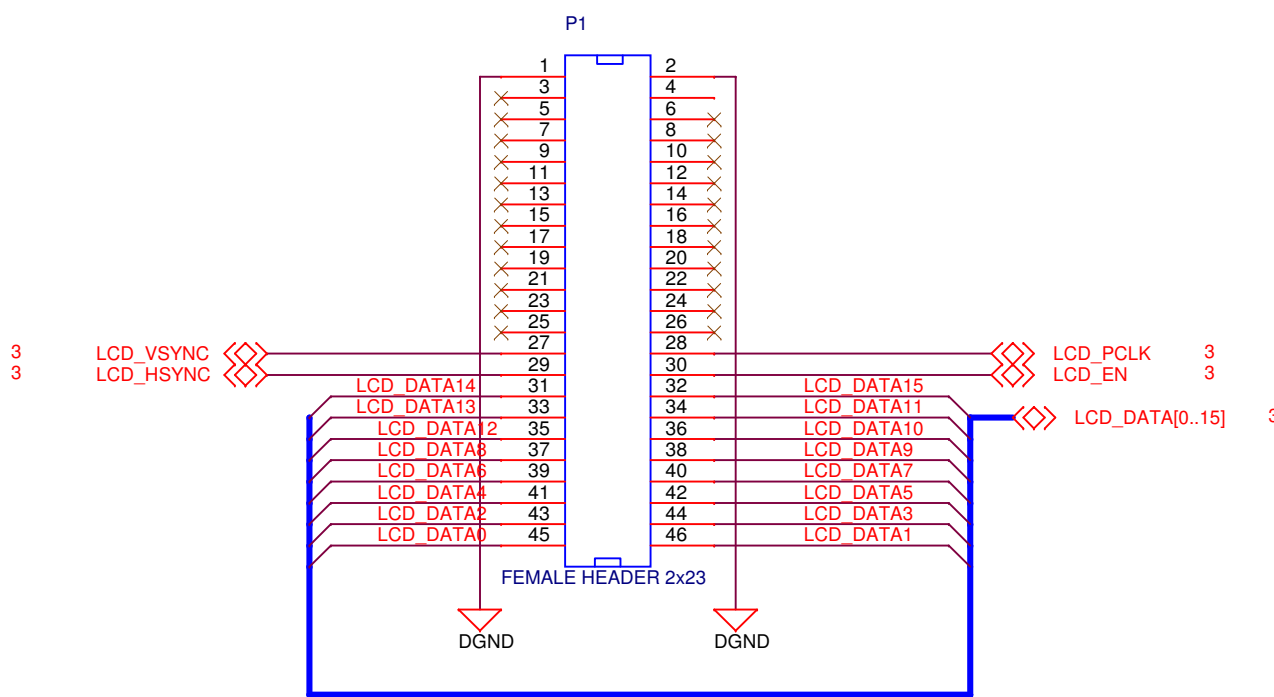 P1
1 2
3 4
5 6
7 8
9 10
11 12
13 14
15 16
17 18
19 20
21 22
23 24
25 26
3 LCD_VSYNC 27 28 LCD_PCLK 3
3 LCD_HSYNC 29 30 LCD_EN 3
LCD_DATA14 31 32 LCD_DATA15
LCD_DATA13 33 34 LCD_DATA11 LCD_DATA[0..15] 3
LCD_DATA12 35 36 LCD_DATA10
LCD_DATA8 37 38 LCD_DATA9
LCD_DATA6 39 40 LCD_DATA7
LCD_DATA4 41 42 LCD_DATA5
LCD_DATA2 43 44 LCD_DATA3
LCD_DATA0 45 46 LCD_DATA1
FEMALE HEADER 2x23
DGND DGND